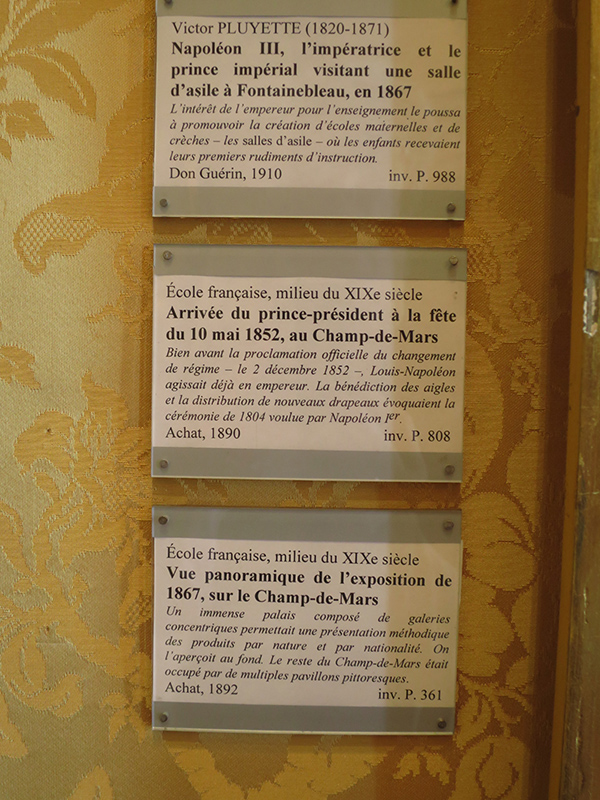 Victor PLUYETTE (1820-1871)
Napoléon III, l'impératrice et le
prince impérial visitant une salle
d'asile à Fontainebleau, en 1867
L'intérêt de l'empereur pour l'enseignement le poussa
à promouvoir la création d'écoles maternelles et de
crèches – les salles d'asile – où les enfants recevaient
leurs premiers rudiments d'instruction.
Don Guérin, 1910 inv. P. 988
École française, milieu du XIXe siècle
Arrivée du prince-président à la fête
du 10 mai 1852, au Champ-de-Mars
Bien avant la proclamation officielle du changement
de régime – le 2 décembre 1852 –, Louis-Napoléon
agissait déjà en empereur. La bénédiction des aigles
et la distribution de nouveaux drapeaux évoquaient la
cérémonie de 1804 voulue par Napoléon Ier.
Achat, 1890 inv. P. 808
École française, milieu du XIXe siècle
Vue panoramique de l'exposition de
1867, sur le Champ-de-Mars
Un immense palais composé de galeries
concentriques permettait une présentation méthodique
des produits par nature et par nationalité. On
l'aperçoit au fond. Le reste du Champ-de-Mars était
occupé par de multiples pavillons pittoresques.
Achat, 1892 inv. P. 361